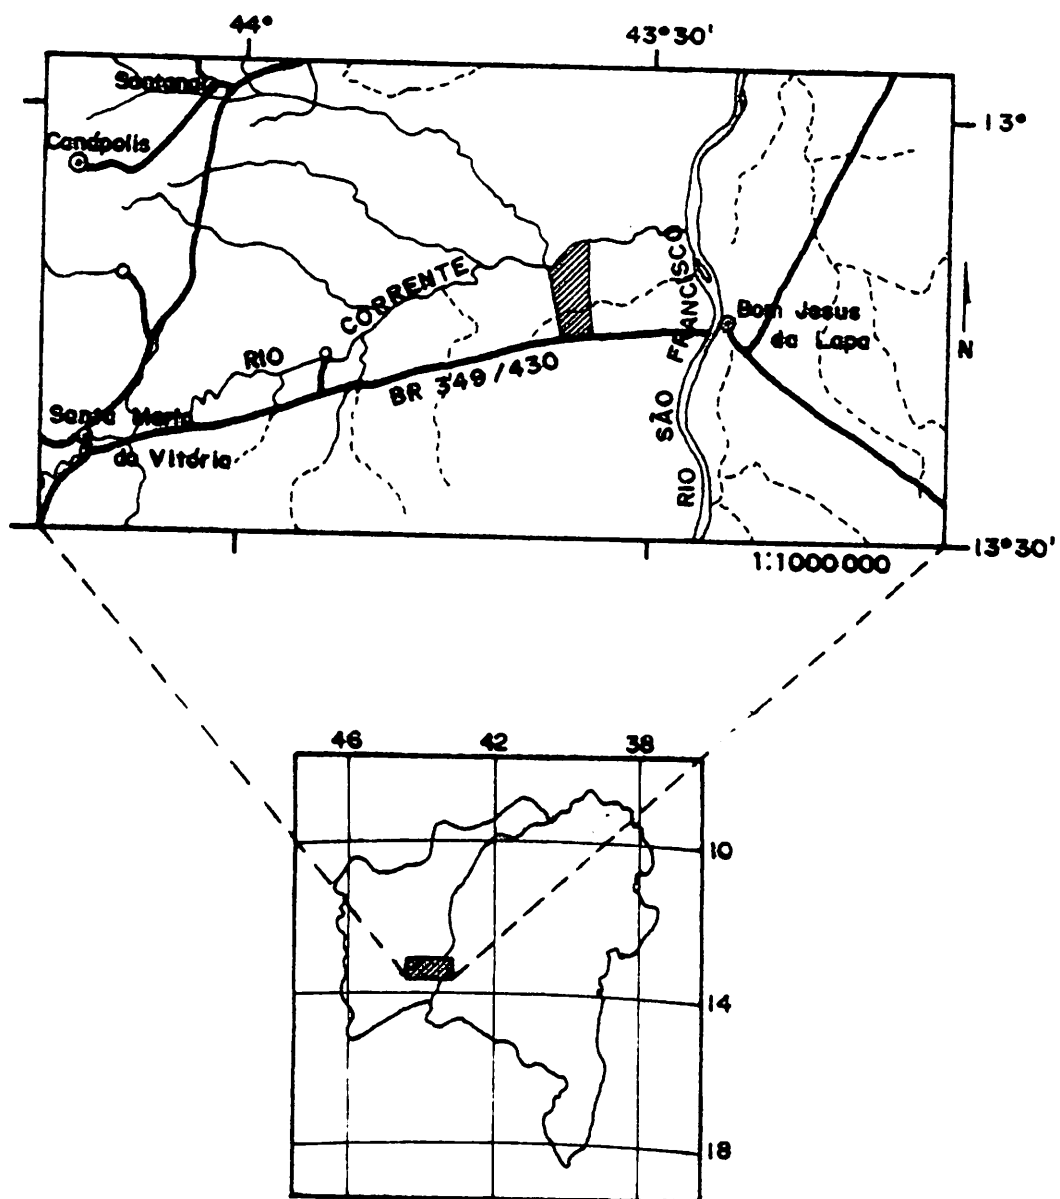 44°
43°30'
Santana
13°
Canápolis
RIO CORRENTE
RIO SÃO FRANCISCO
Bom Jesus
da Lapa
N
BR 349/430
Santa Maria
da Vitória
13°30'
1:1000000
46 42 38
10
14
18